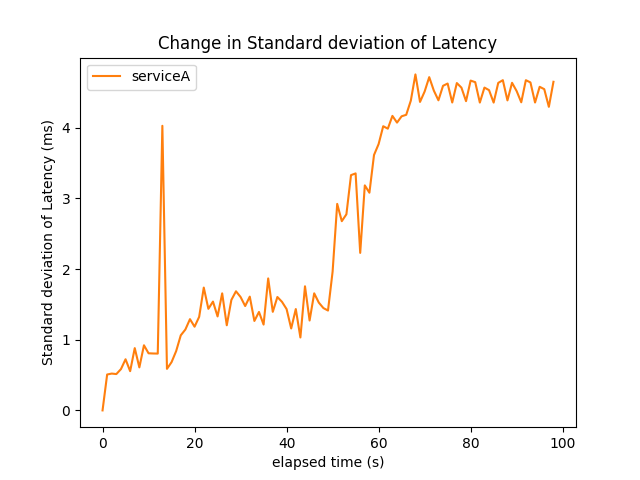 Change in Standard deviation of Latency
serviceA
Standard deviation of Latency (ms)
4
3
2
1
0
0 20 40 60 80 100
elapsed time (s)